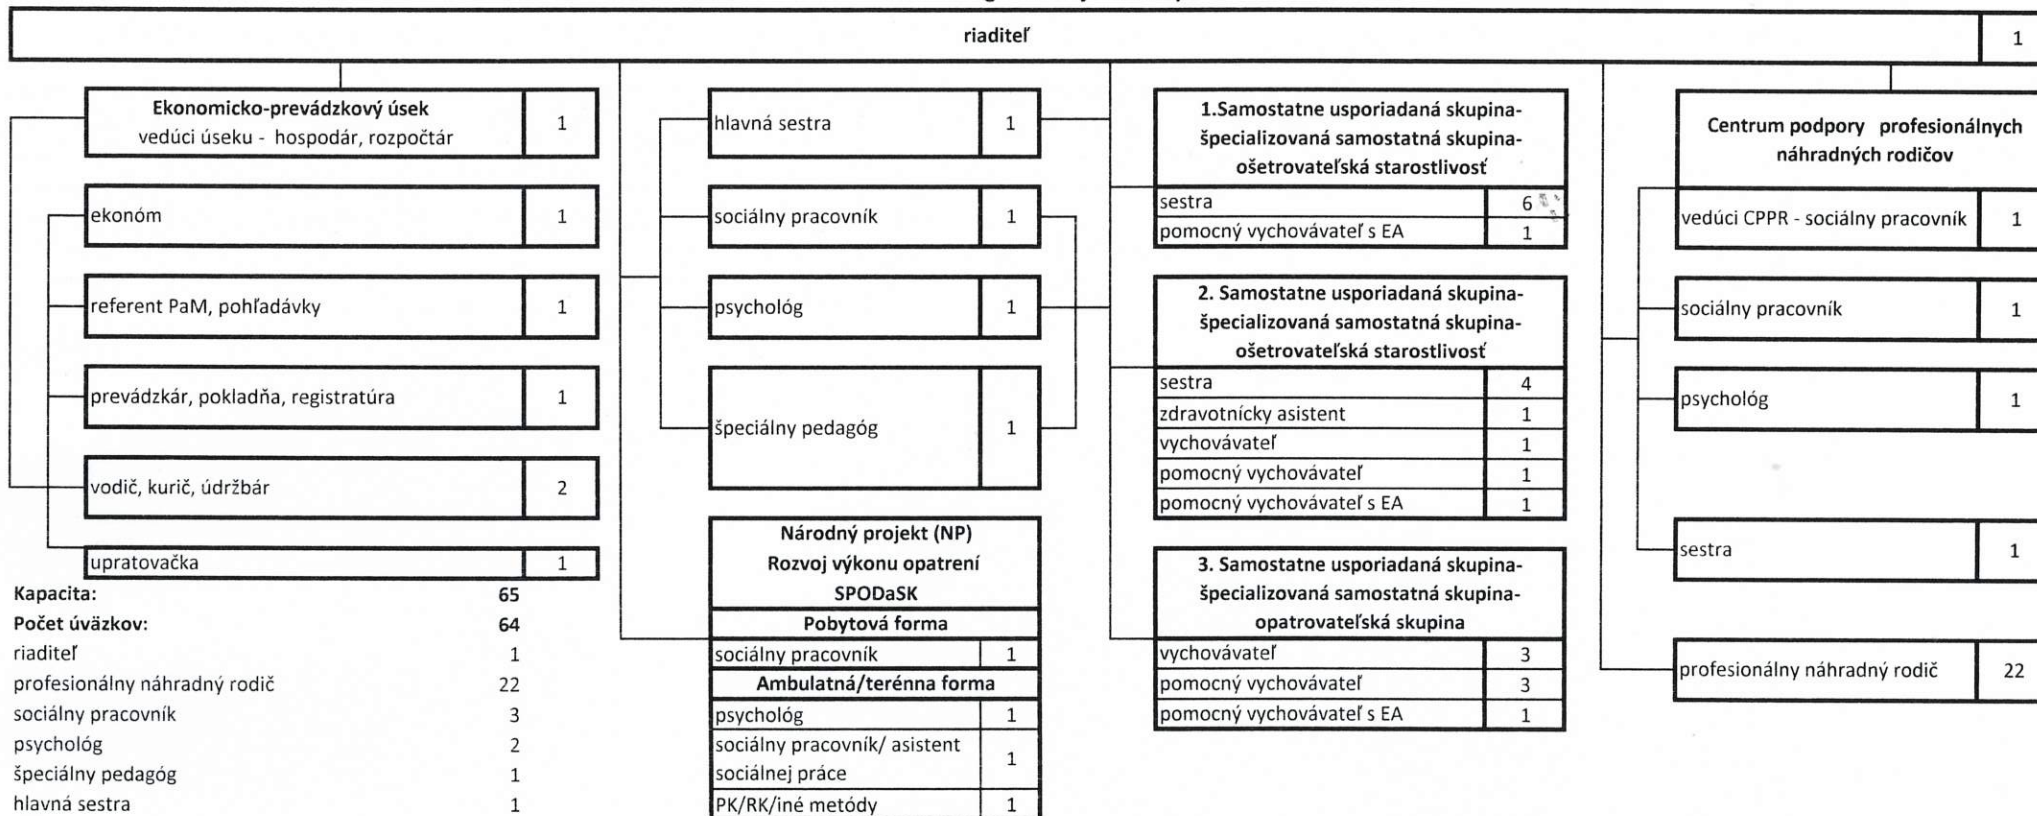 riaditeľ 1
Ekonomicko-prevádzkový úsek
vedúci úseku - hospodár, rozpočtár 1
ekonóm 1
referent PaM, pohľadávky 1
prevádzkár, pokladňa, registratúra 1
vodič, kurič, údržbár 2
upratovačka 1
Kapacita: 65
Počet úväzkov: 64
riaditeľ 1
profesionálny náhradný rodič 22
sociálny pracovník 3
psychológ 2
špeciálny pedagóg 1
hlavná sestra 1
hlavná sestra 1
sociálny pracovník 1
psychológ 1
špeciálny pedagóg 1
Národný projekt (NP)
Rozvoj výkonu opatrení
SPODaSK
Pobytová forma
sociálny pracovník 1
Ambulatná/terénna forma
psychológ 1
sociálny pracovník/ asistent
sociálnej práce 1
PK/RK/iné metódy 1
1.Samostatne usporiadaná skupina-
špecializovaná samostatná skupina-
ošetrovateľská starostlivosť
sestra 6
pomocný vychovávateľ s EA 1
2. Samostatne usporiadaná skupina-
špecializovaná samostatná skupina-
ošetrovateľská starostlivosť
sestra 4
zdravotnícky asistent 1
vychovávateľ 1
pomocný vychovávateľ 1
pomocný vychovávateľ s EA 1
3. Samostatne usporiadaná skupina-
špecializovaná samostatná skupina-
opatrovateľská skupina
vychovávateľ 3
pomocný vychovávateľ 3
pomocný vychovávateľ s EA 1
Centrum podpory profesionálnych
náhradných rodičov
vedúci CPPR - sociálny pracovník 1
sociálny pracovník 1
psychológ 1
sestra 1
profesionálny náhradný rodič 22